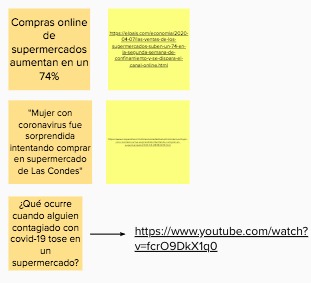 Compras online
de
supermercados
aumentan en un
74%
https://elpais.com/economia/2020-
04-07/las-ventas-de-los-
supermercados-suben-un-74-en-
la-segunda-semana-de-
confinamiento-y-se-dispara-el-
canal-online.html
"Mujer con
coronavirus fue
sorprendida
intentando comprar
en supermercado
de Las Condes"
¿Qué ocurre
cuando alguien
contagiado con
covid-19 tose en
un
supermercado?
https://www.youtube.com/watch?
v=fcrO9DkX1q0